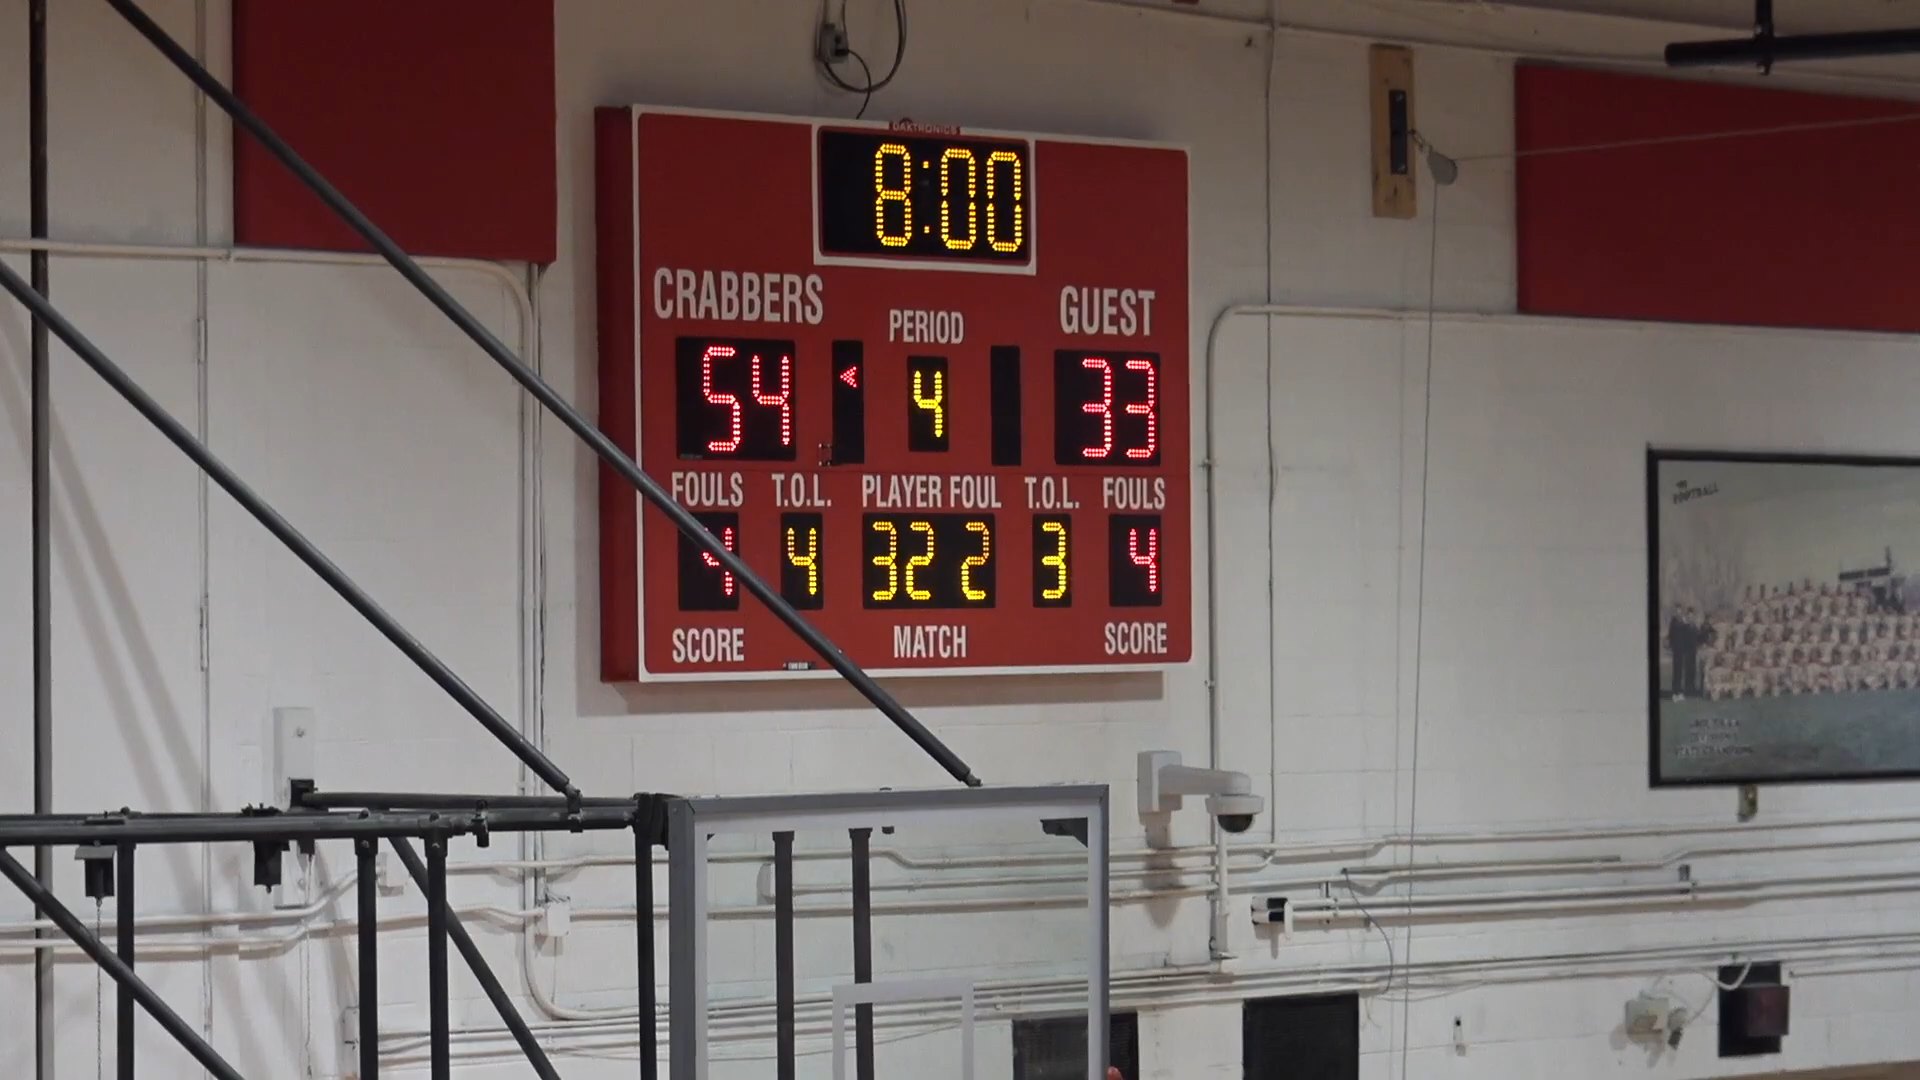 DAKTRONICS
8:00
CRABBERS
GUEST
PERIOD
54 4 33
FOULS T.O.L. PLAYER FOUL T.O.L. FOULS
4 4 32 2 3 4
SCORE MATCH SCORE
FOOTBALL